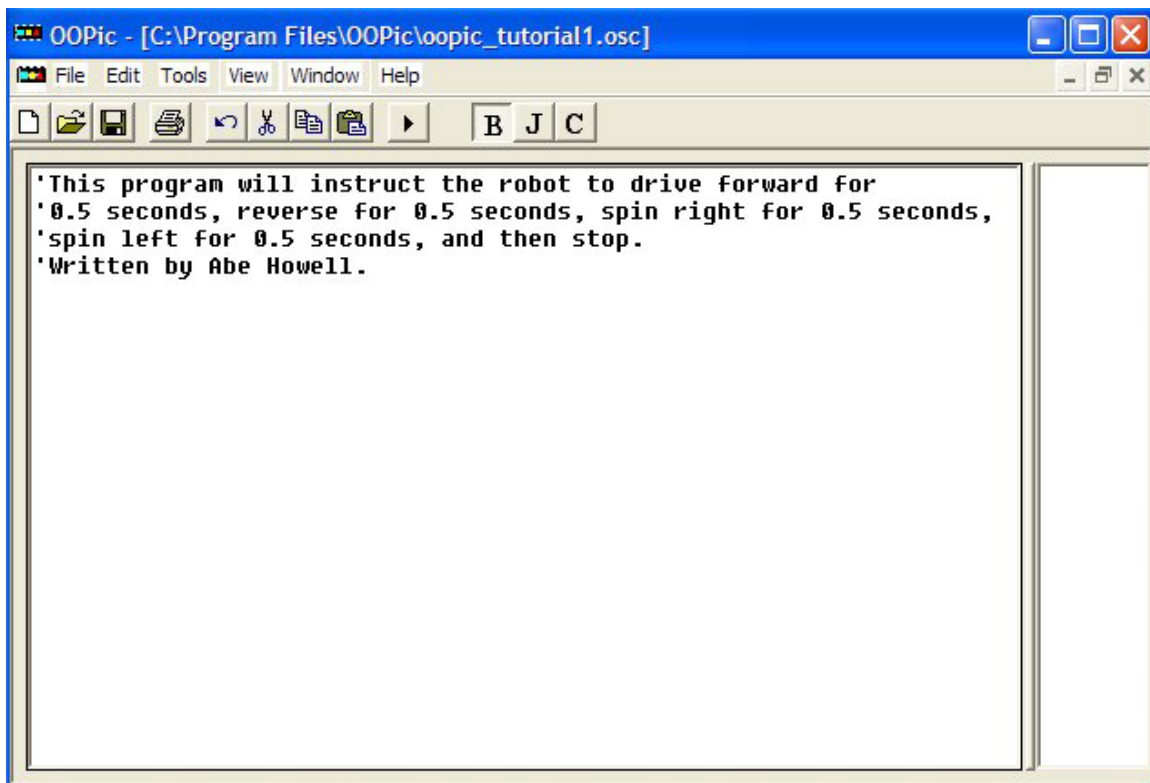 OOPic - [C:\Program Files\OOPic\oopic_tutorial1.osc]
File Edit Tools View Window Help
B J C
'This program will instruct the robot to drive forward for
'0.5 seconds, reverse for 0.5 seconds, spin right for 0.5 seconds,
'spin left for 0.5 seconds, and then stop.
'Written by Abe Howell.